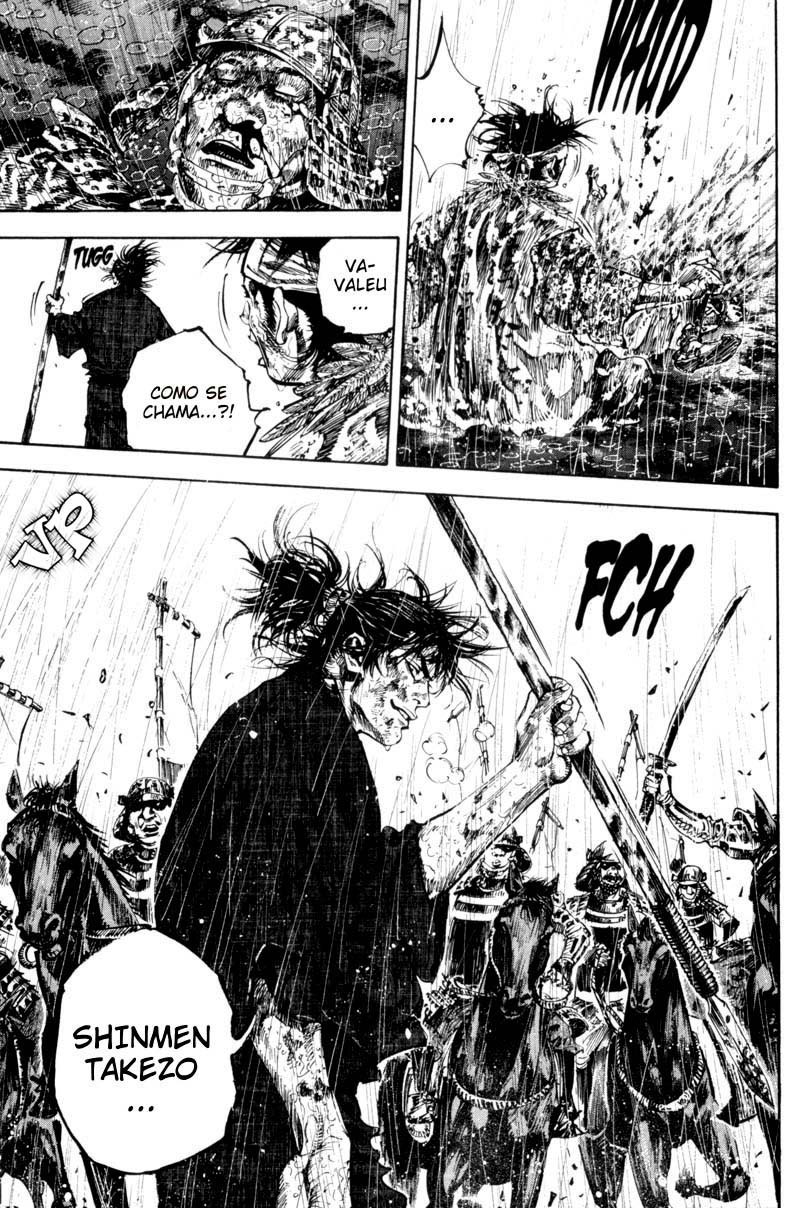 WHUD
...
VA-
VALEU
...
TUGG
COMO SE
CHAMA...?!
VP
FCH
SHINMEN
TAKEZO
...